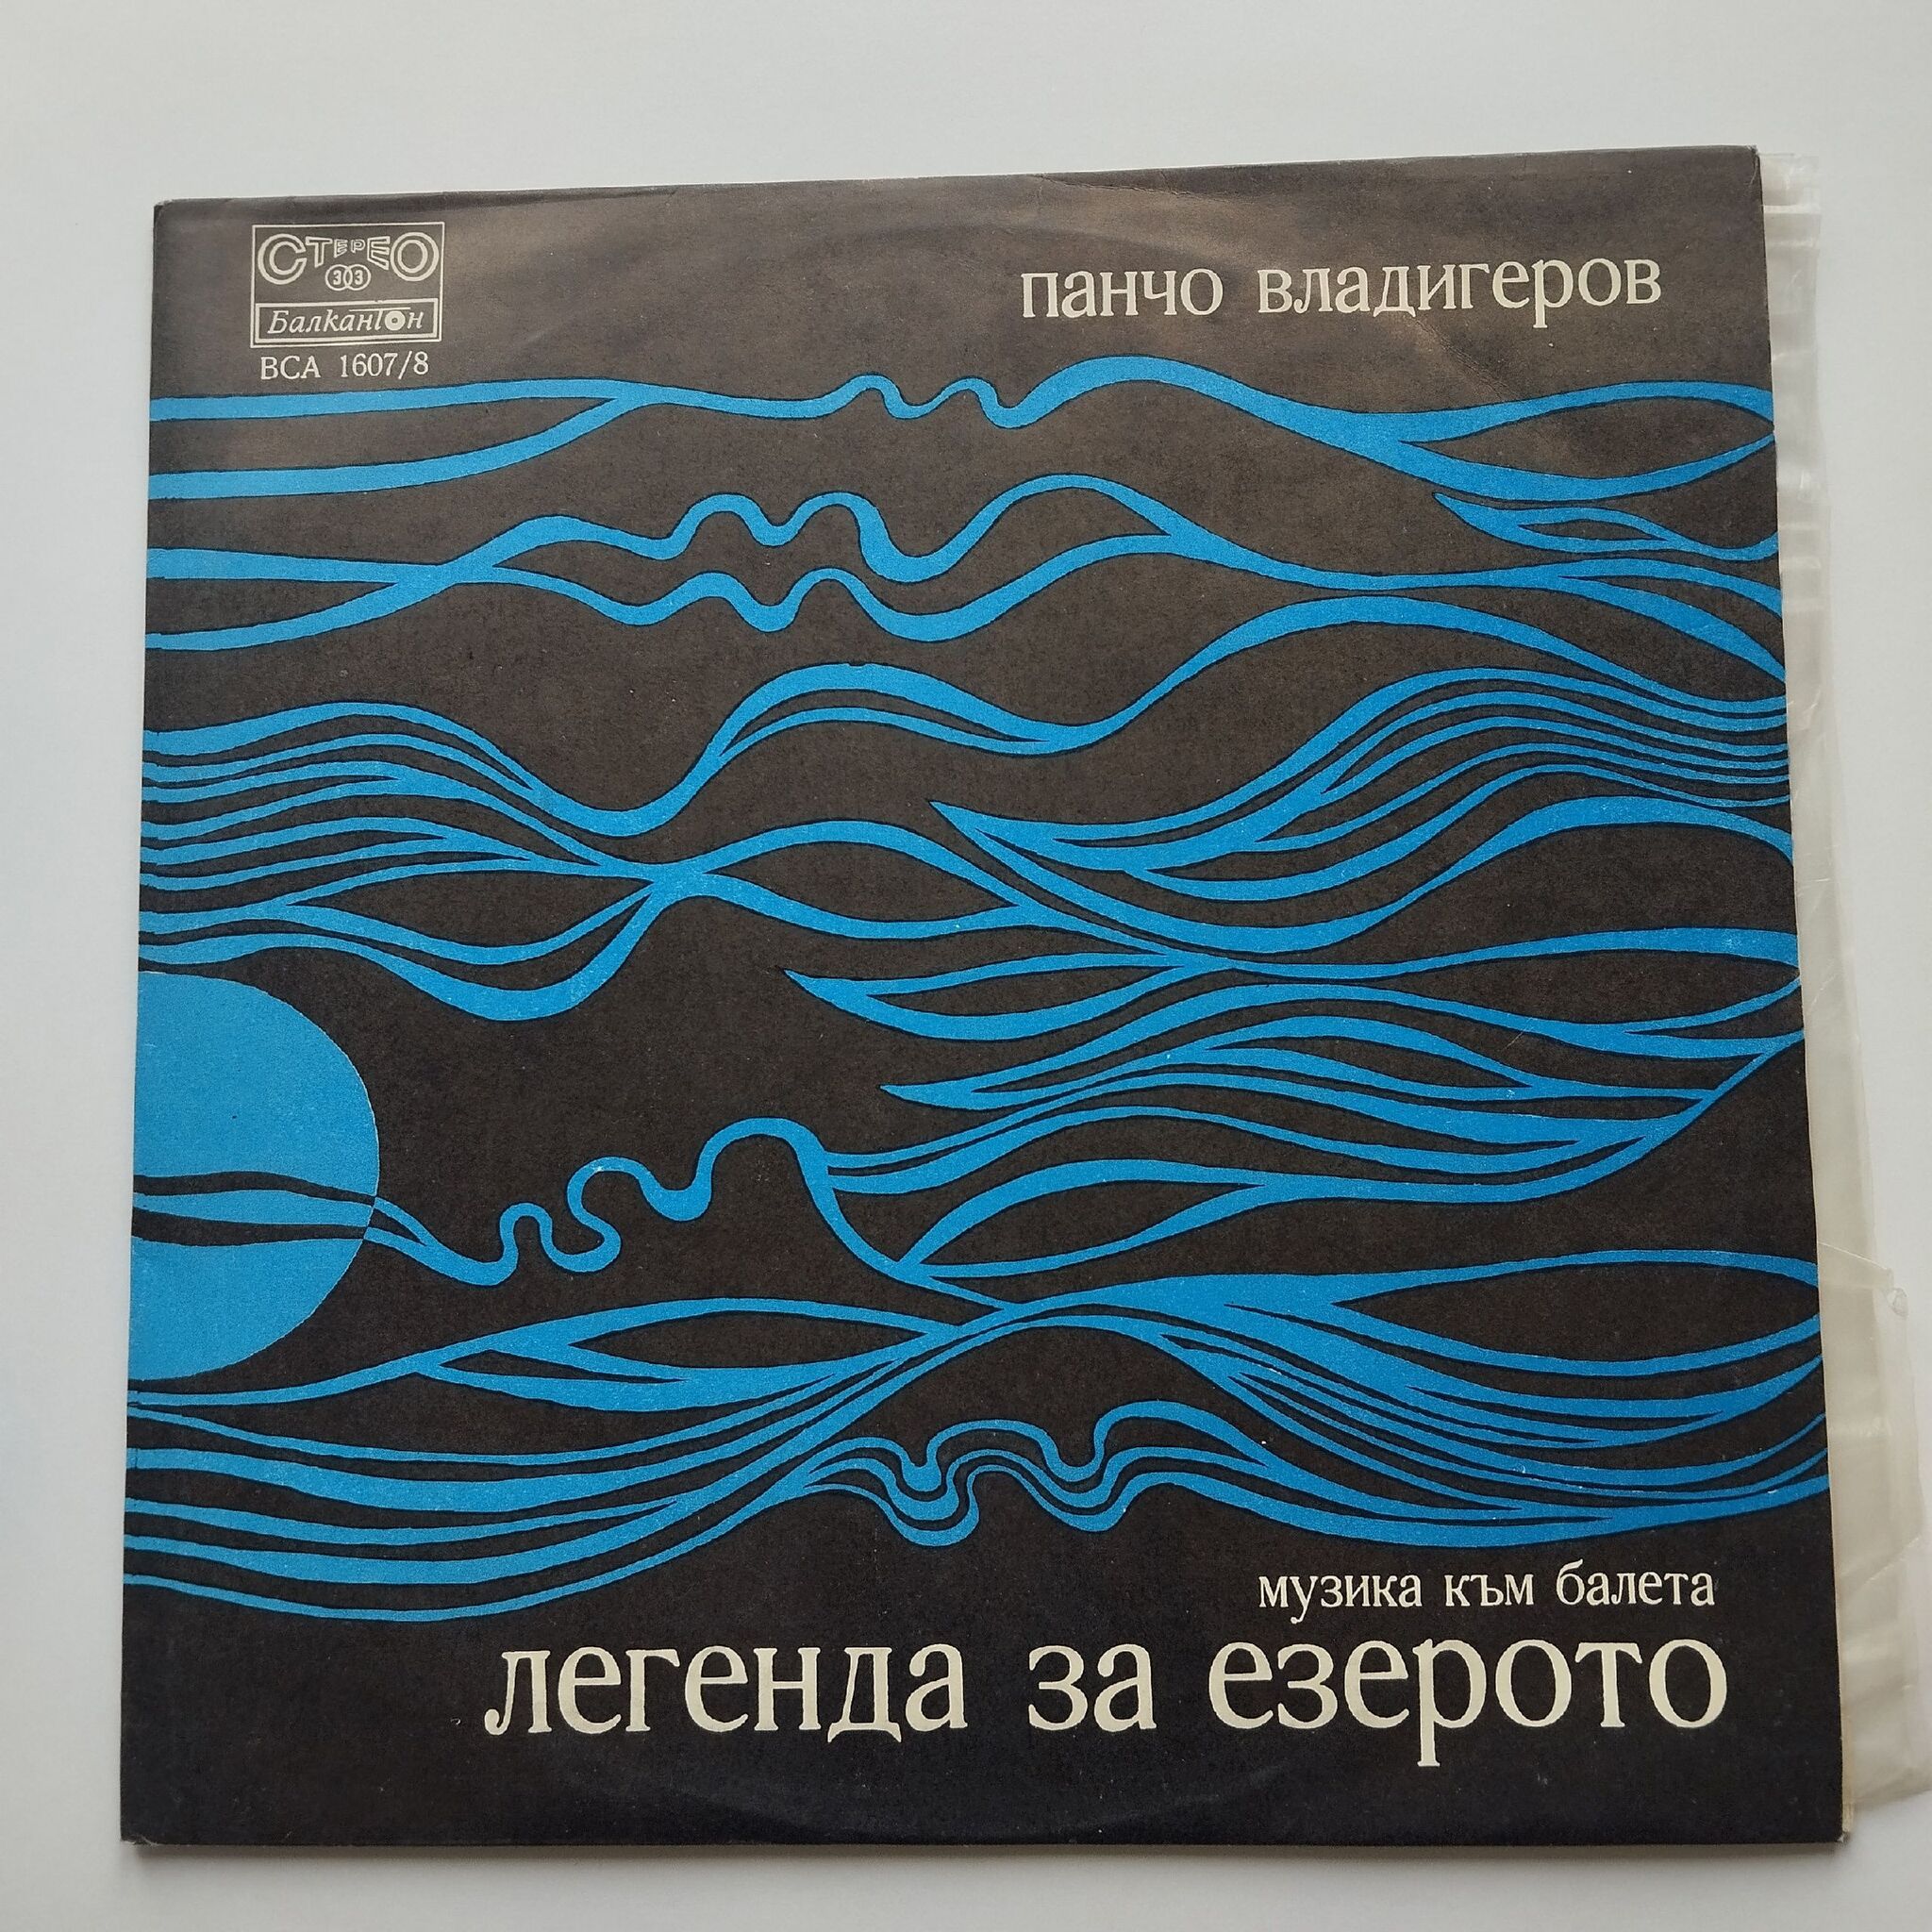 СТЕРЕО
33
Балкантон
ВСА 1607/8
панчо владигеров
музика към балета
легенда за езерото